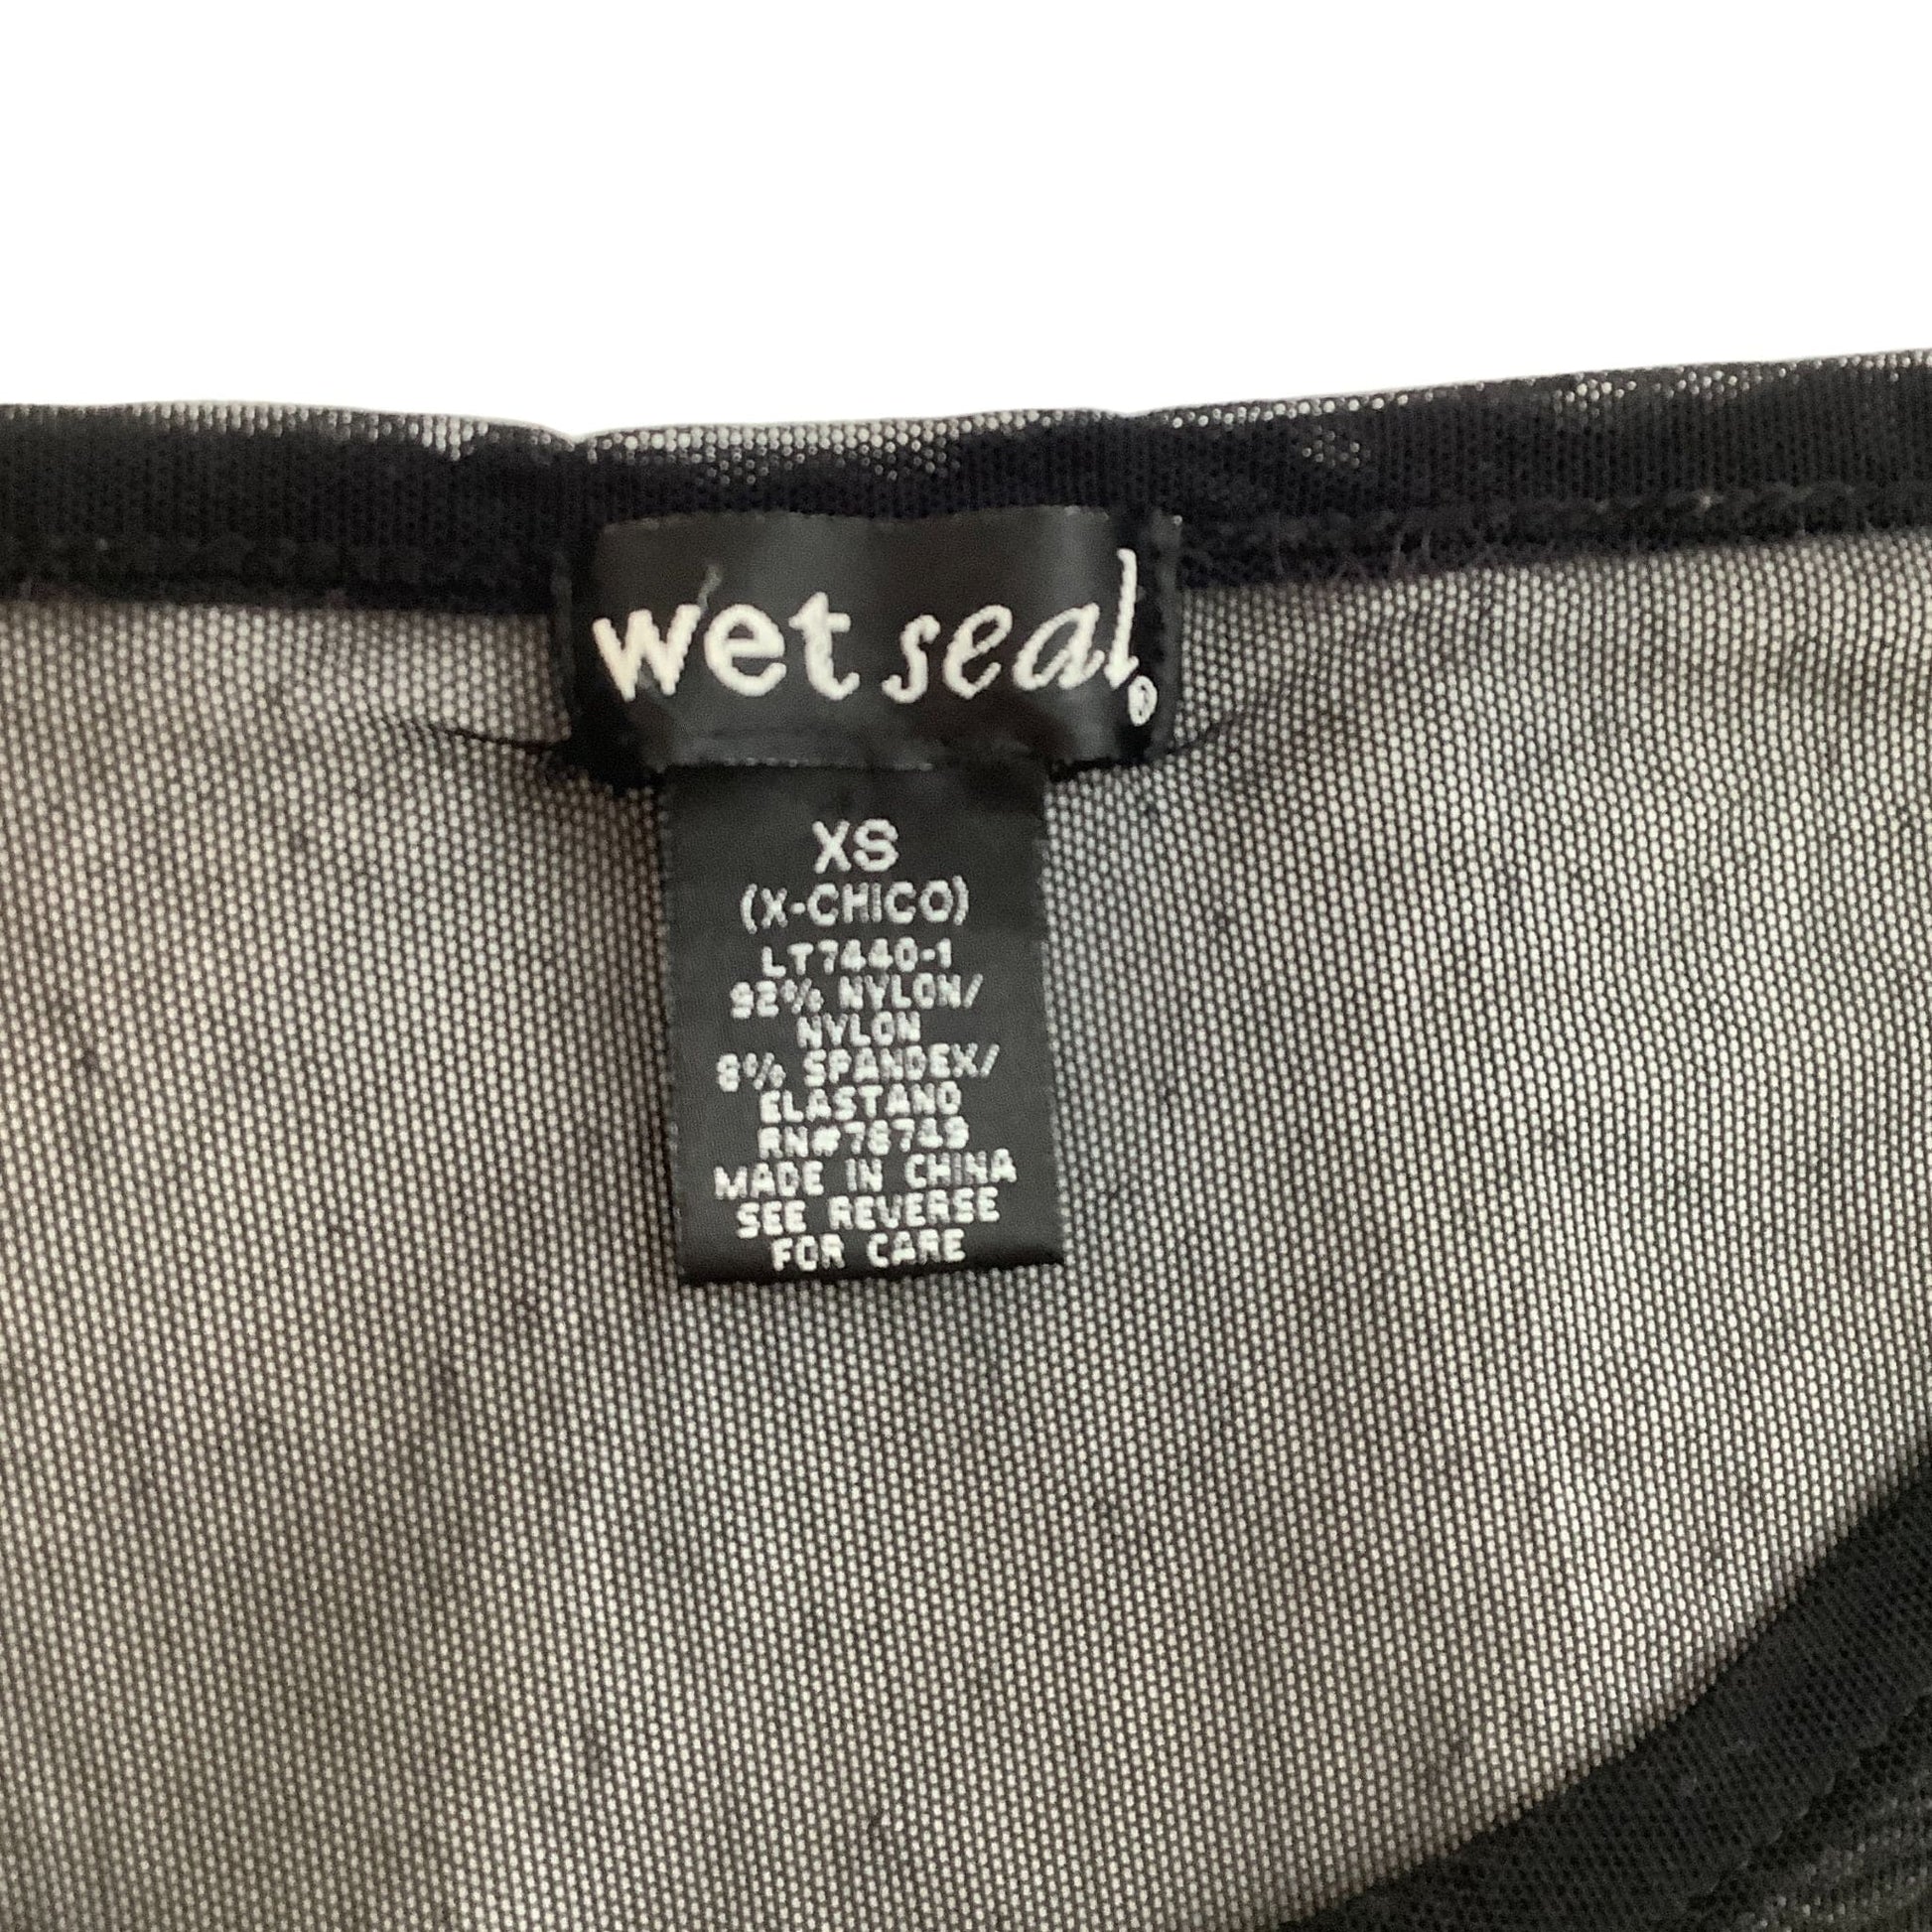 wet seal®
XS
(X-CHICO)
LT7440-1
92% NYLON/
NYLON
8% SPANDEX/
ELASTANO
RN#78749
MADE IN CHINA
SEE REVERSE
FOR CARE